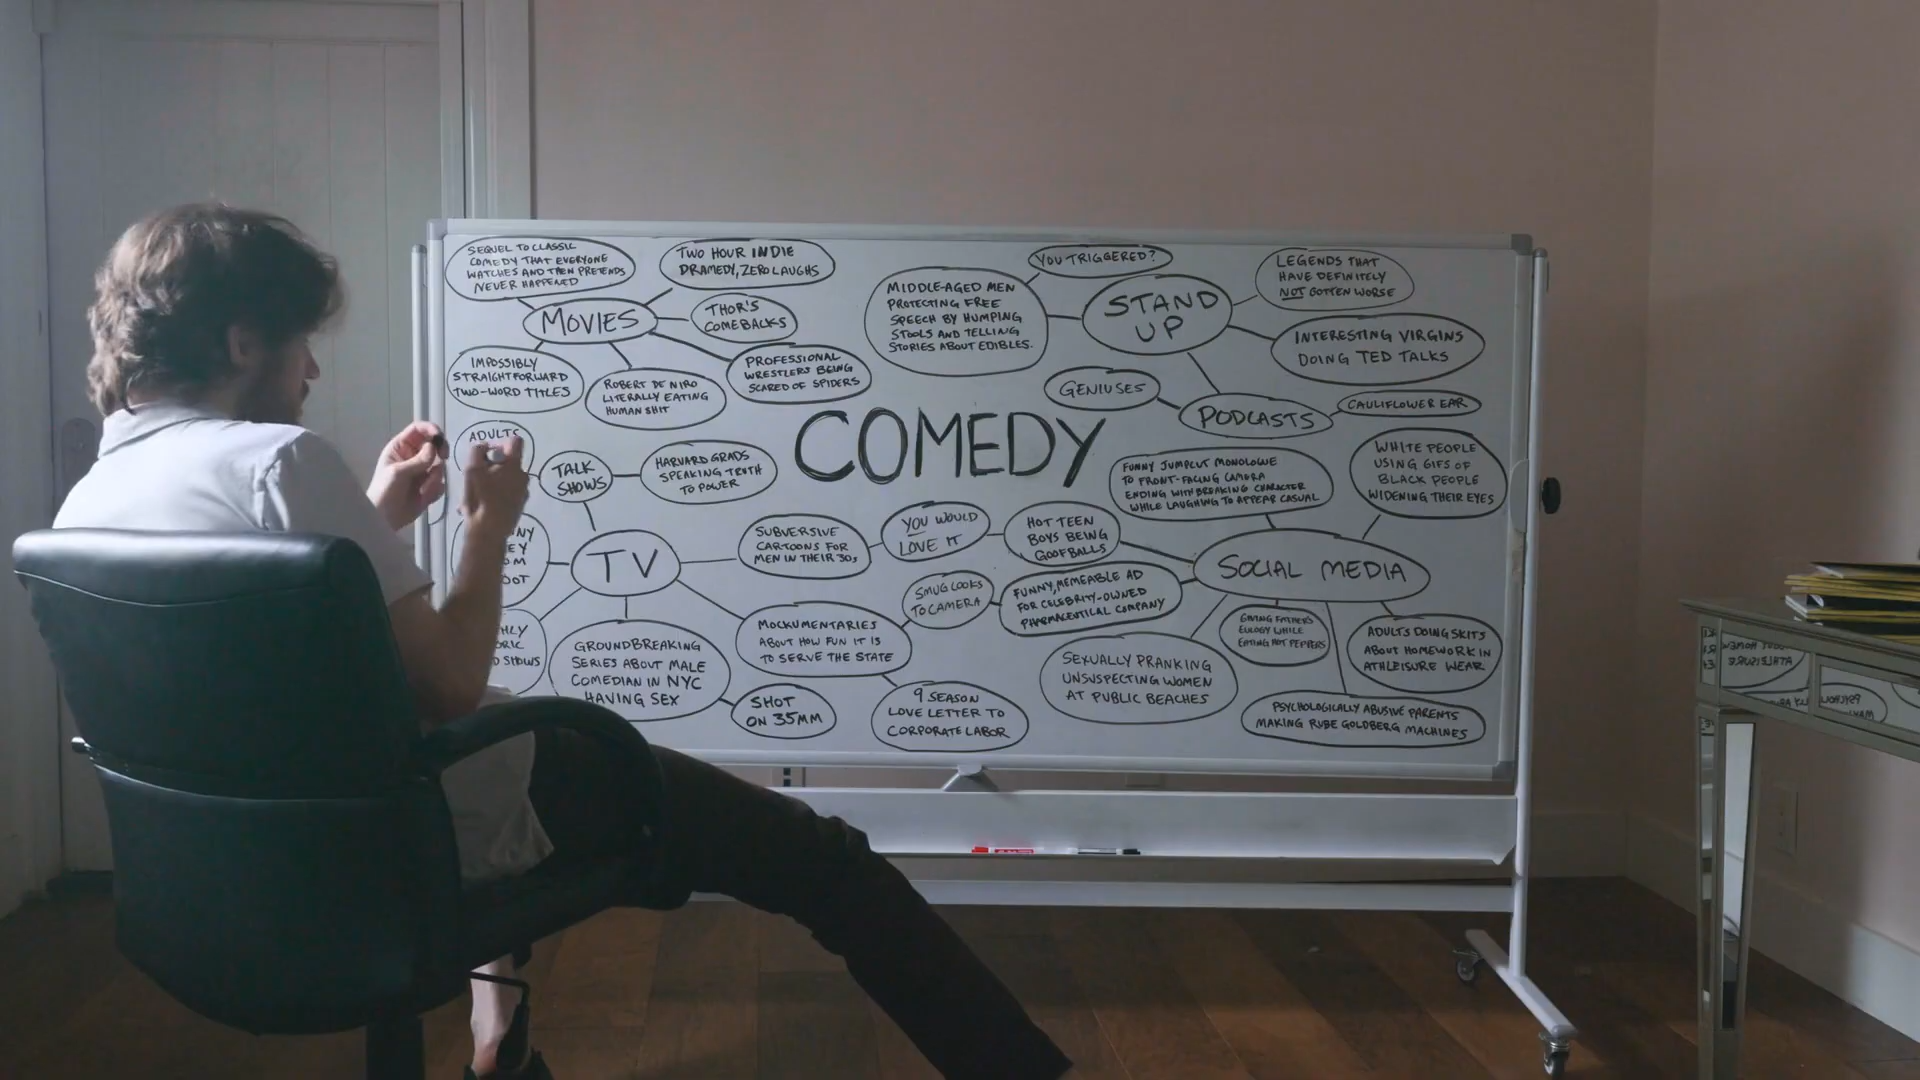 SEQUEL TO CLASSIC
COMEDY THAT EVERYONE
WATCHES AND THEN PRETENDS
NEVER HAPPENED
TWO HOUR INDIE
DRAMEDY, ZERO LAUGHS
MOVIES
THOR'S
COMEBACKS
IMPOSSIBLY
STRAIGHTFORWARD
TWO-WORD TITLES
ROBERT DE NIRO
LITERALLY EATING
HUMAN SHIT
PROFESSIONAL
WRESTLERS BEING
SCARED OF SPIDERS
YOU TRIGGERED?
MIDDLE-AGED MEN
PROTECTING FREE
SPEECH BY HUMPING
STOOLS AND TELLING
STORIES ABOUT EDIBLES.
STAND
UP
LEGENDS THAT
HAVE DEFINITELY
NOT GOTTEN WORSE
INTERESTING VIRGINS
DOING TED TALKS
GENIUSES
PODCASTS
CAULIFLOWER EAR
COMEDY
ADULTS
TALK
SHOWS
HARVARD GRADS
SPEAKING TRUTH
TO POWER
TV
SUBVERSIVE
CARTOONS FOR
MEN IN THEIR 30s
YOU WOULD
LOVE IT
HOT TEEN
BOYS BEING
GOOFBALLS
SHOWS
GROUNDBREAKING
SERIES ABOUT MALE
COMEDIAN IN NYC
HAVING SEX
SHOT
ON 35MM
MOCKUMENTARIES
ABOUT HOW FUN IT IS
TO SERVE THE STATE
SMUG LOOKS
TO CAMERA
9 SEASON
LOVE LETTER TO
CORPORATE LABOR
FUNNY JUMPCUT MONOLOGUE
TO FRONT-FACING CAMERA
ENDING WITH BREAKING CHARACTER
WHILE LAUGHING TO APPEAR CASUAL
WHITE PEOPLE
USING GIFS OF
BLACK PEOPLE
WIDENING THEIR EYES
SOCIAL MEDIA
FUNNY, MEMEABLE AD
FOR CELEBRITY-OWNED
PHARMACEUTICAL COMPANY
SEXUALLY PRANKING
UNSUSPECTING WOMEN
AT PUBLIC BEACHES
GIVING FATHER'S
EULOGY WHILE
EATING HOT PEPPERS
ADULTS DOING SKITS
ABOUT HOMEWORK IN
ATHLEISURE WEAR
PSYCHOLOGICALLY ABUSIVE PARENTS
MAKING RUBE GOLDBERG MACHINES